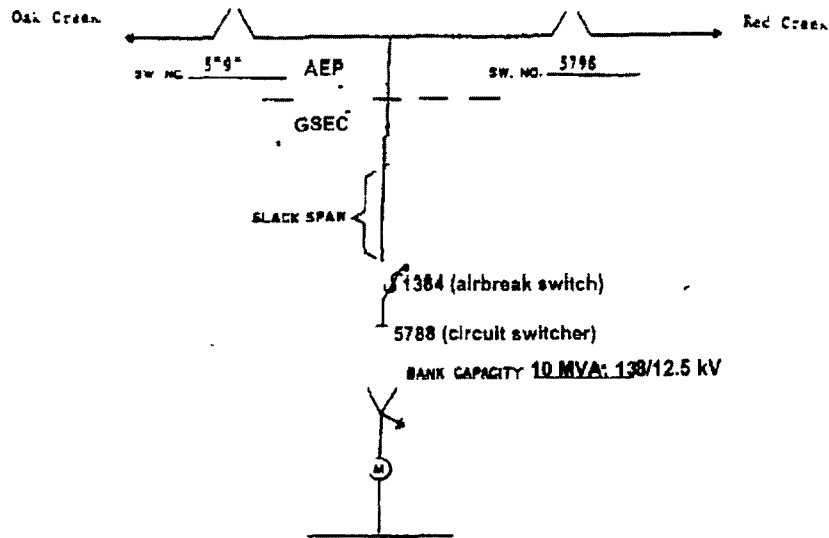 Oak Creek
Red Creek
SW NO.
AEP
SW. NO. 5796
GSEC
SLACK SPAN
1384 (airbreak switch)
5788 (circuit switcher)
BANK CAPACITY 10 MVA: 138/12.5 kV
M